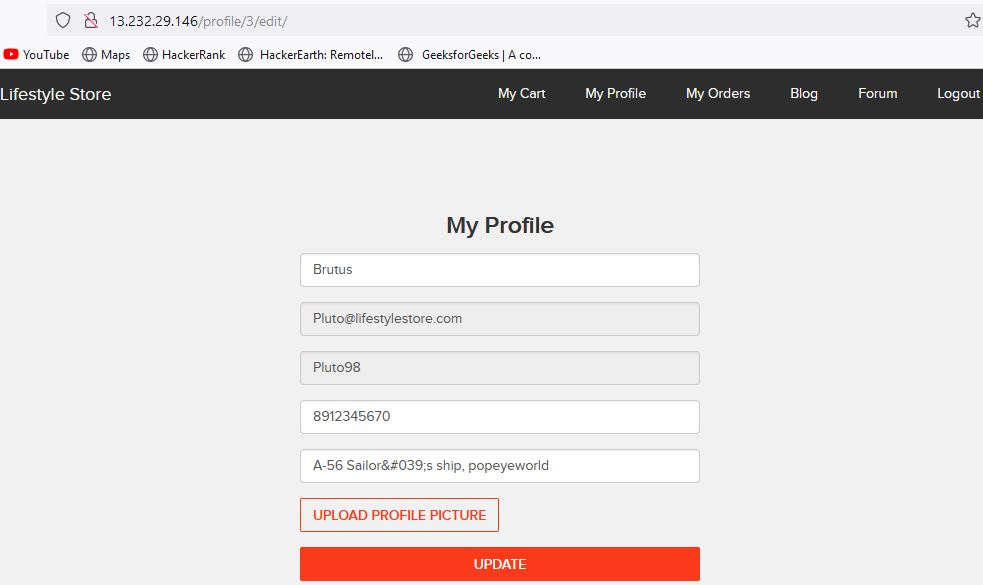 13.232.29.146/profile/3/edit/
YouTube Maps HackerRank HackerEarth: Remotel... GeeksforGeeks | A co...
Lifestyle Store My Cart My Profile My Orders Blog Forum Logout
My Profile
Brutus
Pluto@lifestylestore.com
Pluto98
8912345670
A-56 Sailor&#039;s ship, popeyeworld
UPLOAD PROFILE PICTURE
UPDATE